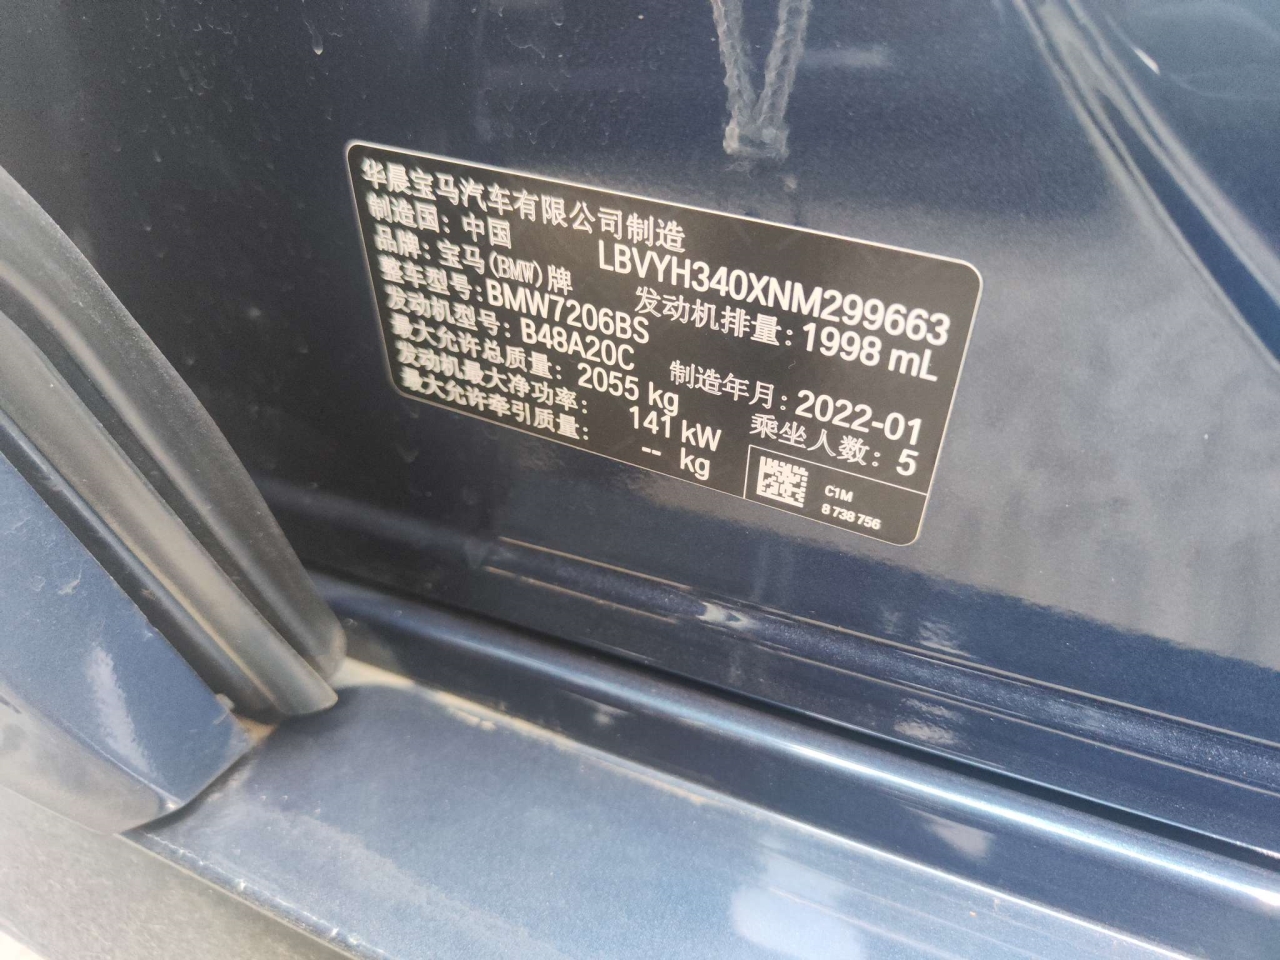 华晨宝马汽车有限公司制造
制造国: 中国 LBVYH340XNM299663
品牌: 宝马(BMW)牌 发动机排量: 1998 mL
整车型号: BMW7206BS
发动机型号: B48A20C 制造年月: 2022-01
最大允许总质量: 2055 kg 乘坐人数: 5
发动机最大净功率: 141 kW
最大允许牵引质量: -- kg
C1M
8 738 756